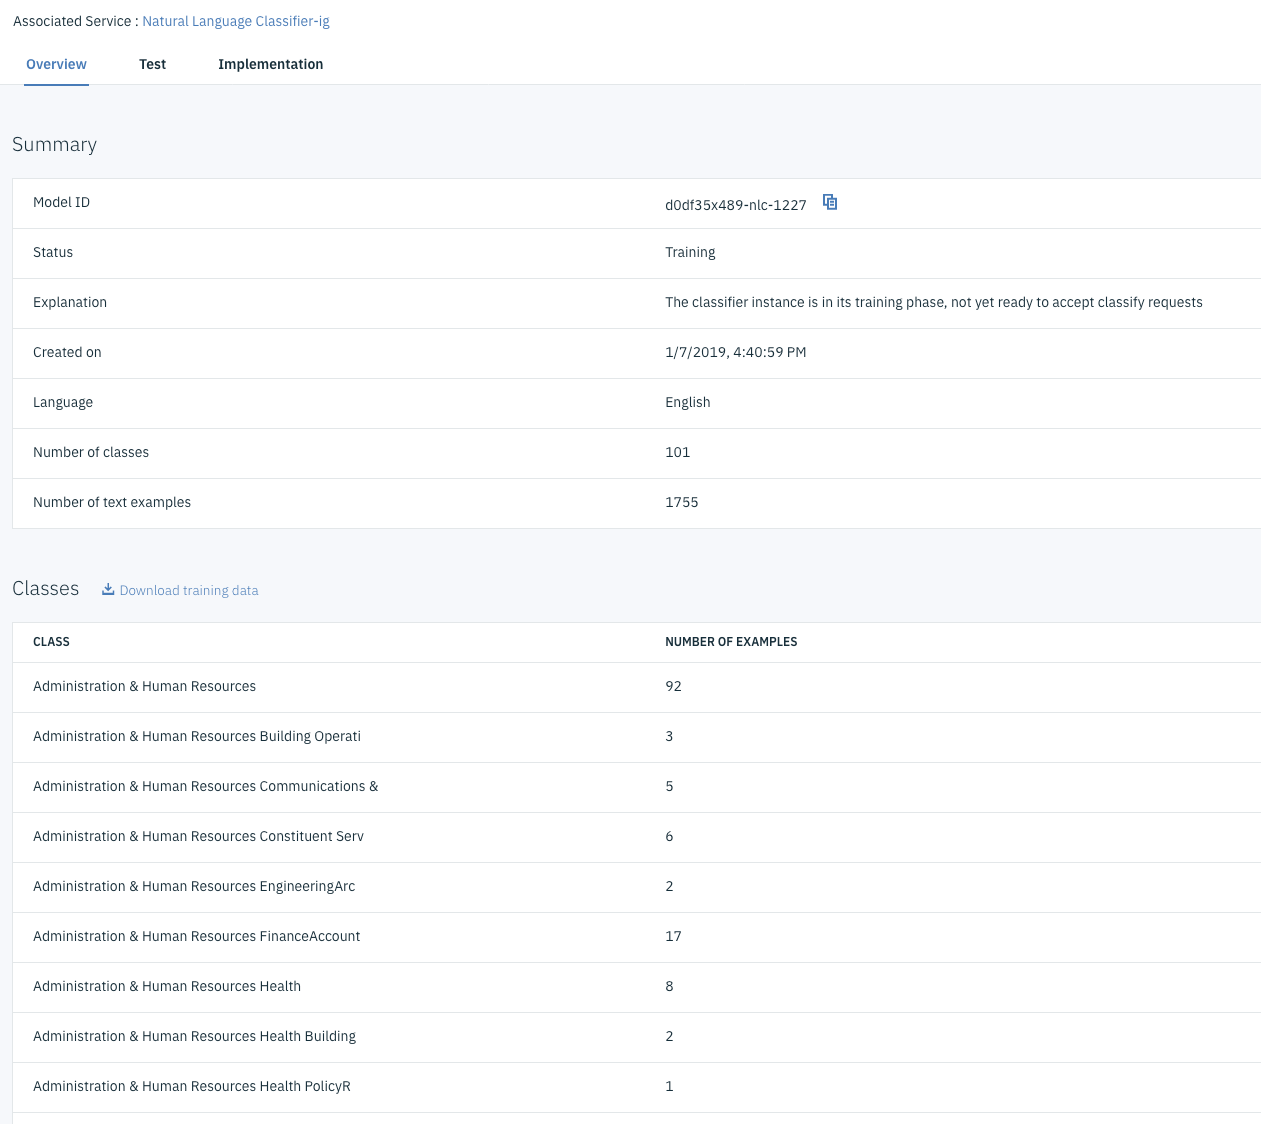 Associated Service : Natural Language Classifier-ig
Overview Test Implementation
Summary
Model ID d0df35x489-nlc-1227
Status Training
Explanation The classifier instance is in its training phase, not yet ready to accept classify requests
Created on 1/7/2019, 4:40:59 PM
Language English
Number of classes 101
Number of text examples 1755
Classes Download training data
CLASS NUMBER OF EXAMPLES
Administration & Human Resources 92
Administration & Human Resources Building Operati 3
Administration & Human Resources Communications & 5
Administration & Human Resources Constituent Serv 6
Administration & Human Resources EngineeringArc 2
Administration & Human Resources FinanceAccount 17
Administration & Human Resources Health 8
Administration & Human Resources Health Building 2
Administration & Human Resources Health PolicyR 1